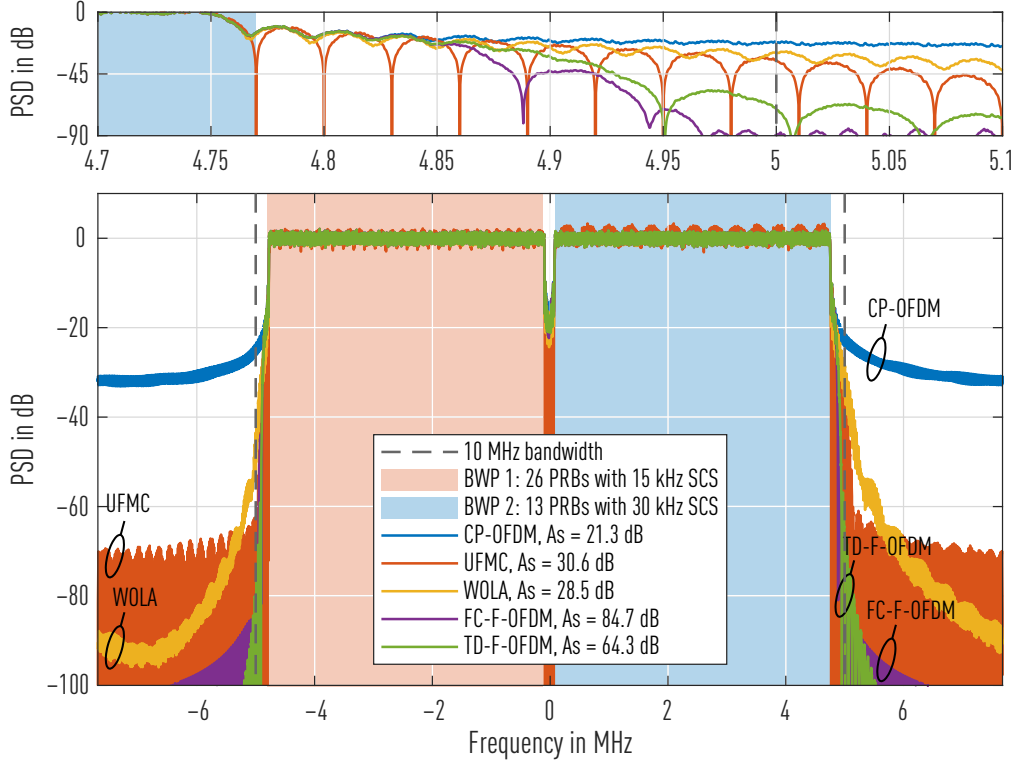 0
−45
−90
PSD in dB
4.7
4.75
4.8
4.85
4.9
4.95
5
5.05
5.1
0
−20
−40
−60
−80
−100
PSD in dB
CP-OFDM
UFMC
WOLA
TD-F-OFDM
FC-F-OFDM
10 MHz bandwidth
BWP 1: 26 PRBs with 15 kHz SCS
BWP 2: 13 PRBs with 30 kHz SCS
CP-OFDM, As = 21.3 dB
UFMC, As = 30.6 dB
WOLA, As = 28.5 dB
FC-F-OFDM, As = 84.7 dB
TD-F-OFDM, As = 64.3 dB
−6
−4
−2
0
2
4
6
Frequency in MHz